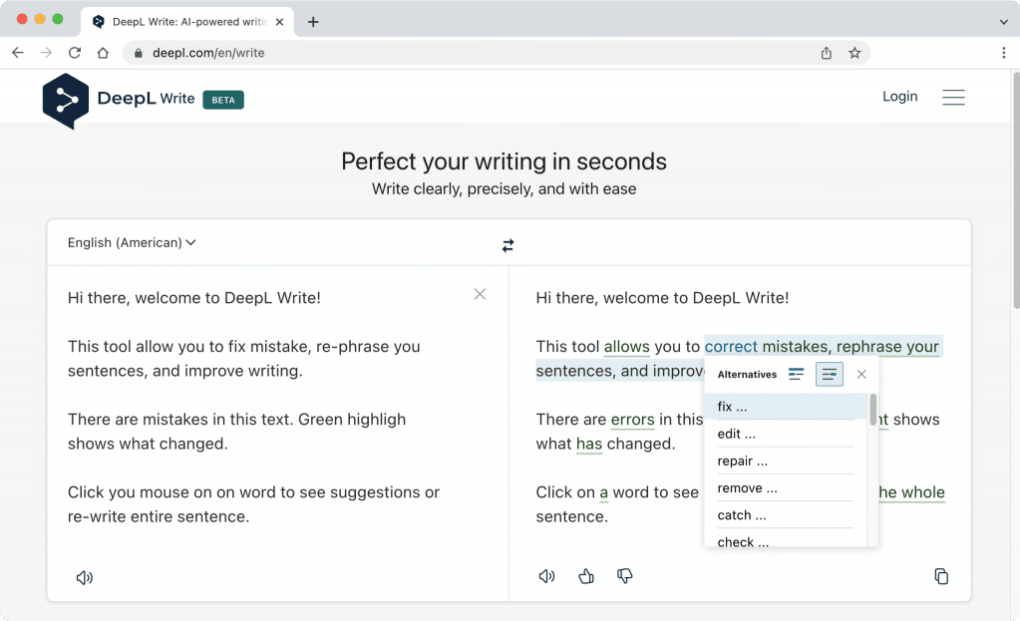 DeepL Write: AI-powered writi
deepl.com/en/write
DeepL Write BETA
Login
Perfect your writing in seconds
Write clearly, precisely, and with ease
English (American)
Hi there, welcome to DeepL Write!
This tool allow you to fix mistake, re-phrase you
sentences, and improve writing.
There are mistakes in this text. Green highligh
shows what changed.
Click you mouse on on word to see suggestions or
re-write entire sentence.
Hi there, welcome to DeepL Write!
This tool allows you to correct mistakes, rephrase your
sentences, and improv
There are errors in this nt shows
what has changed.
Click on a word to see he whole
sentence.
Alternatives
fix ...
edit ...
repair ...
remove ...
catch ...
check ...